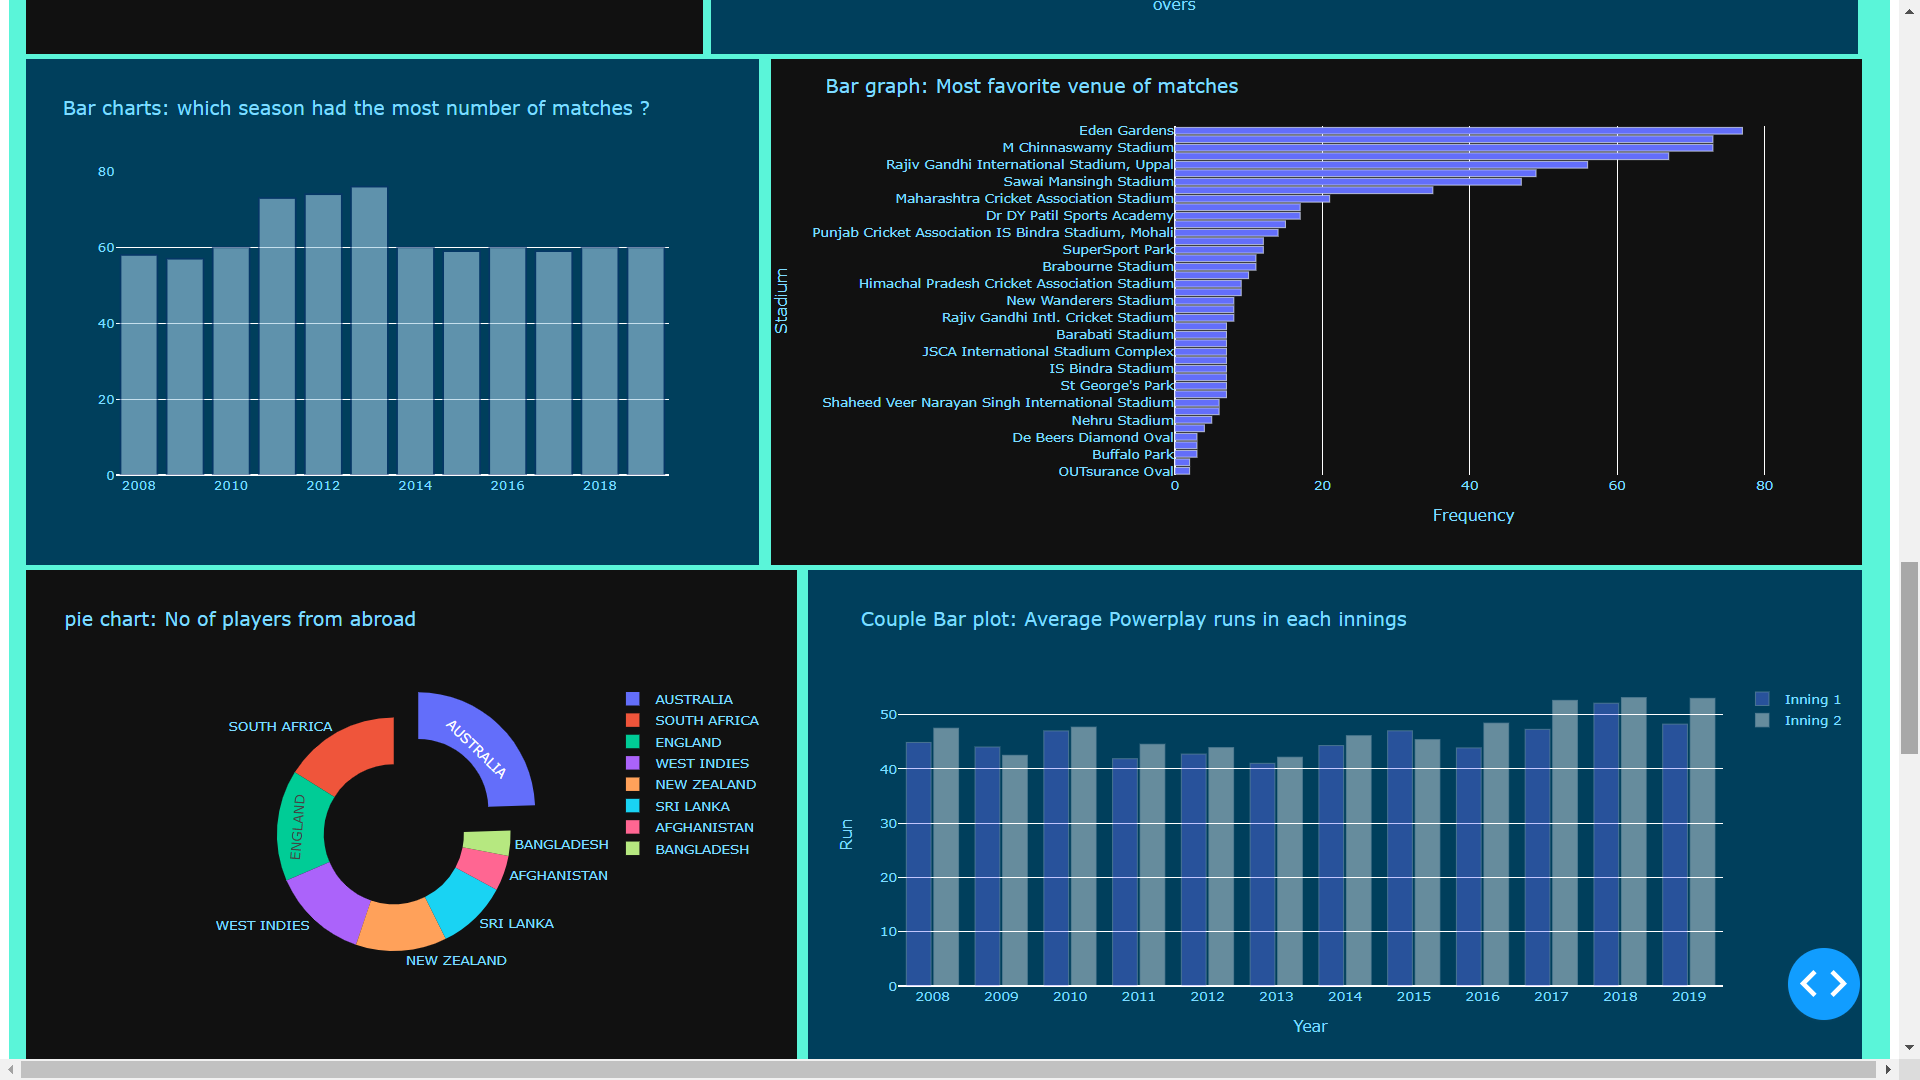 overs
Bar charts: which season had the most number of matches ?
80
60
40
20
0
2008
2010
2012
2014
2016
2018
Bar graph: Most favorite venue of matches
Eden Gardens
M Chinnaswamy Stadium
Rajiv Gandhi International Stadium, Uppal
Sawai Mansingh Stadium
Maharashtra Cricket Association Stadium
Dr DY Patil Sports Academy
Punjab Cricket Association IS Bindra Stadium, Mohali
SuperSport Park
Brabourne Stadium
Himachal Pradesh Cricket Association Stadium
New Wanderers Stadium
Rajiv Gandhi Intl. Cricket Stadium
Barabati Stadium
JSCA International Stadium Complex
IS Bindra Stadium
St George's Park
Shaheed Veer Narayan Singh International Stadium
Nehru Stadium
De Beers Diamond Oval
Buffalo Park
OUTsurance Oval
Stadium
0
20
40
60
80
Frequency
pie chart: No of players from abroad
AUSTRALIA
SOUTH AFRICA
ENGLAND
WEST INDIES
NEW ZEALAND
SRI LANKA
AFGHANISTAN
BANGLADESH
AUSTRALIA
SOUTH AFRICA
ENGLAND
WEST INDIES
NEW ZEALAND
SRI LANKA
AFGHANISTAN
BANGLADESH
Couple Bar plot: Average Powerplay runs in each innings
Inning 1
Inning 2
50
40
30
20
10
0
Run
2008
2009
2010
2011
2012
2013
2014
2015
2016
2017
2018
2019
Year